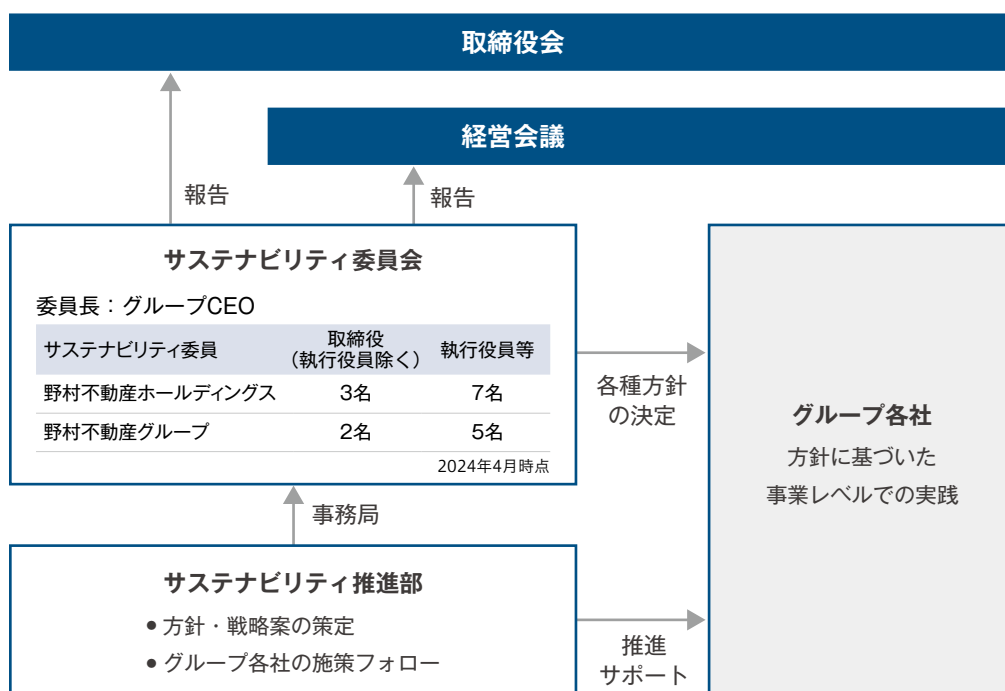 取締役会
経営会議
報告
報告
サステナビリティ委員会
委員長：グループCEO
サステナビリティ委員 取締役（執行役員除く） 執行役員等
野村不動産ホールディングス 3名 7名
野村不動産グループ 2名 5名
2024年4月時点
各種方針
の決定
グループ各社
方針に基づいた
事業レベルでの実践
事務局
サステナビリティ推進部
● 方針・戦略案の策定
● グループ各社の施策フォロー
推進
サポート